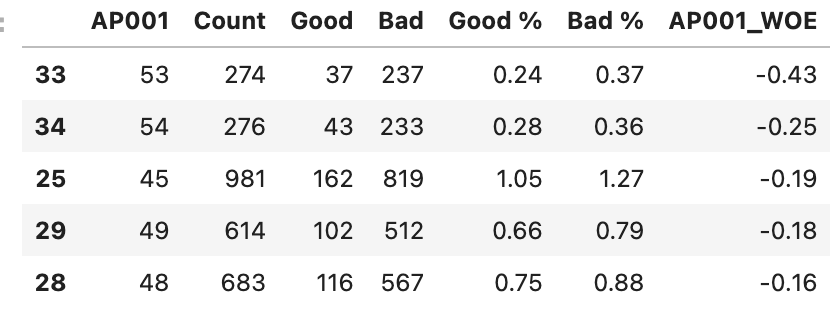 AP001 Count Good Bad Good % Bad % AP001_WOE
33 53 274 37 237 0.24 0.37 -0.43
34 54 276 43 233 0.28 0.36 -0.25
25 45 981 162 819 1.05 1.27 -0.19
29 49 614 102 512 0.66 0.79 -0.18
28 48 683 116 567 0.75 0.88 -0.16